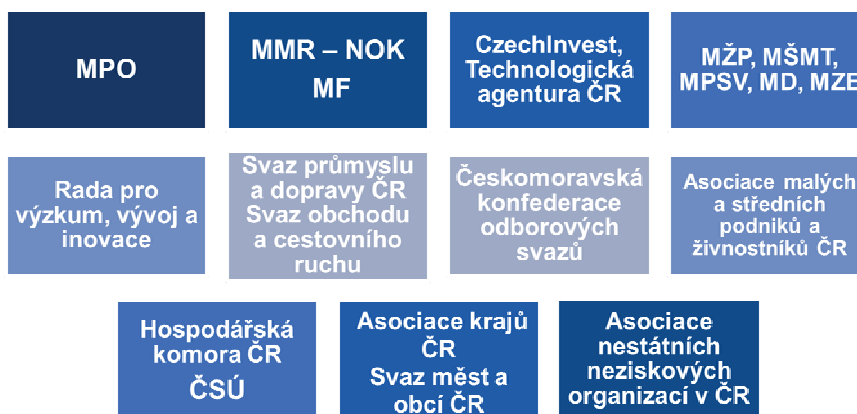 MPO
MMR – NOK
MF
CzechInvest,
Technologická
agentura ČR
MŽP, MŠMT,
MPSV, MD, MZE
Rada pro
výzkum, vývoj a
inovace
Svaz průmyslu
a dopravy ČR
Svaz obchodu
a cestovního
ruchu
Českomoravská
konfederace
odborových
svazů
Asociace malých
a středních
podniků a
živnostníků ČR
Hospodářská
komora ČR
ČSÚ
Asociace krajů
ČR
Svaz měst a
obcí ČR
Asociace
nestátních
neziskových
organizací v ČR